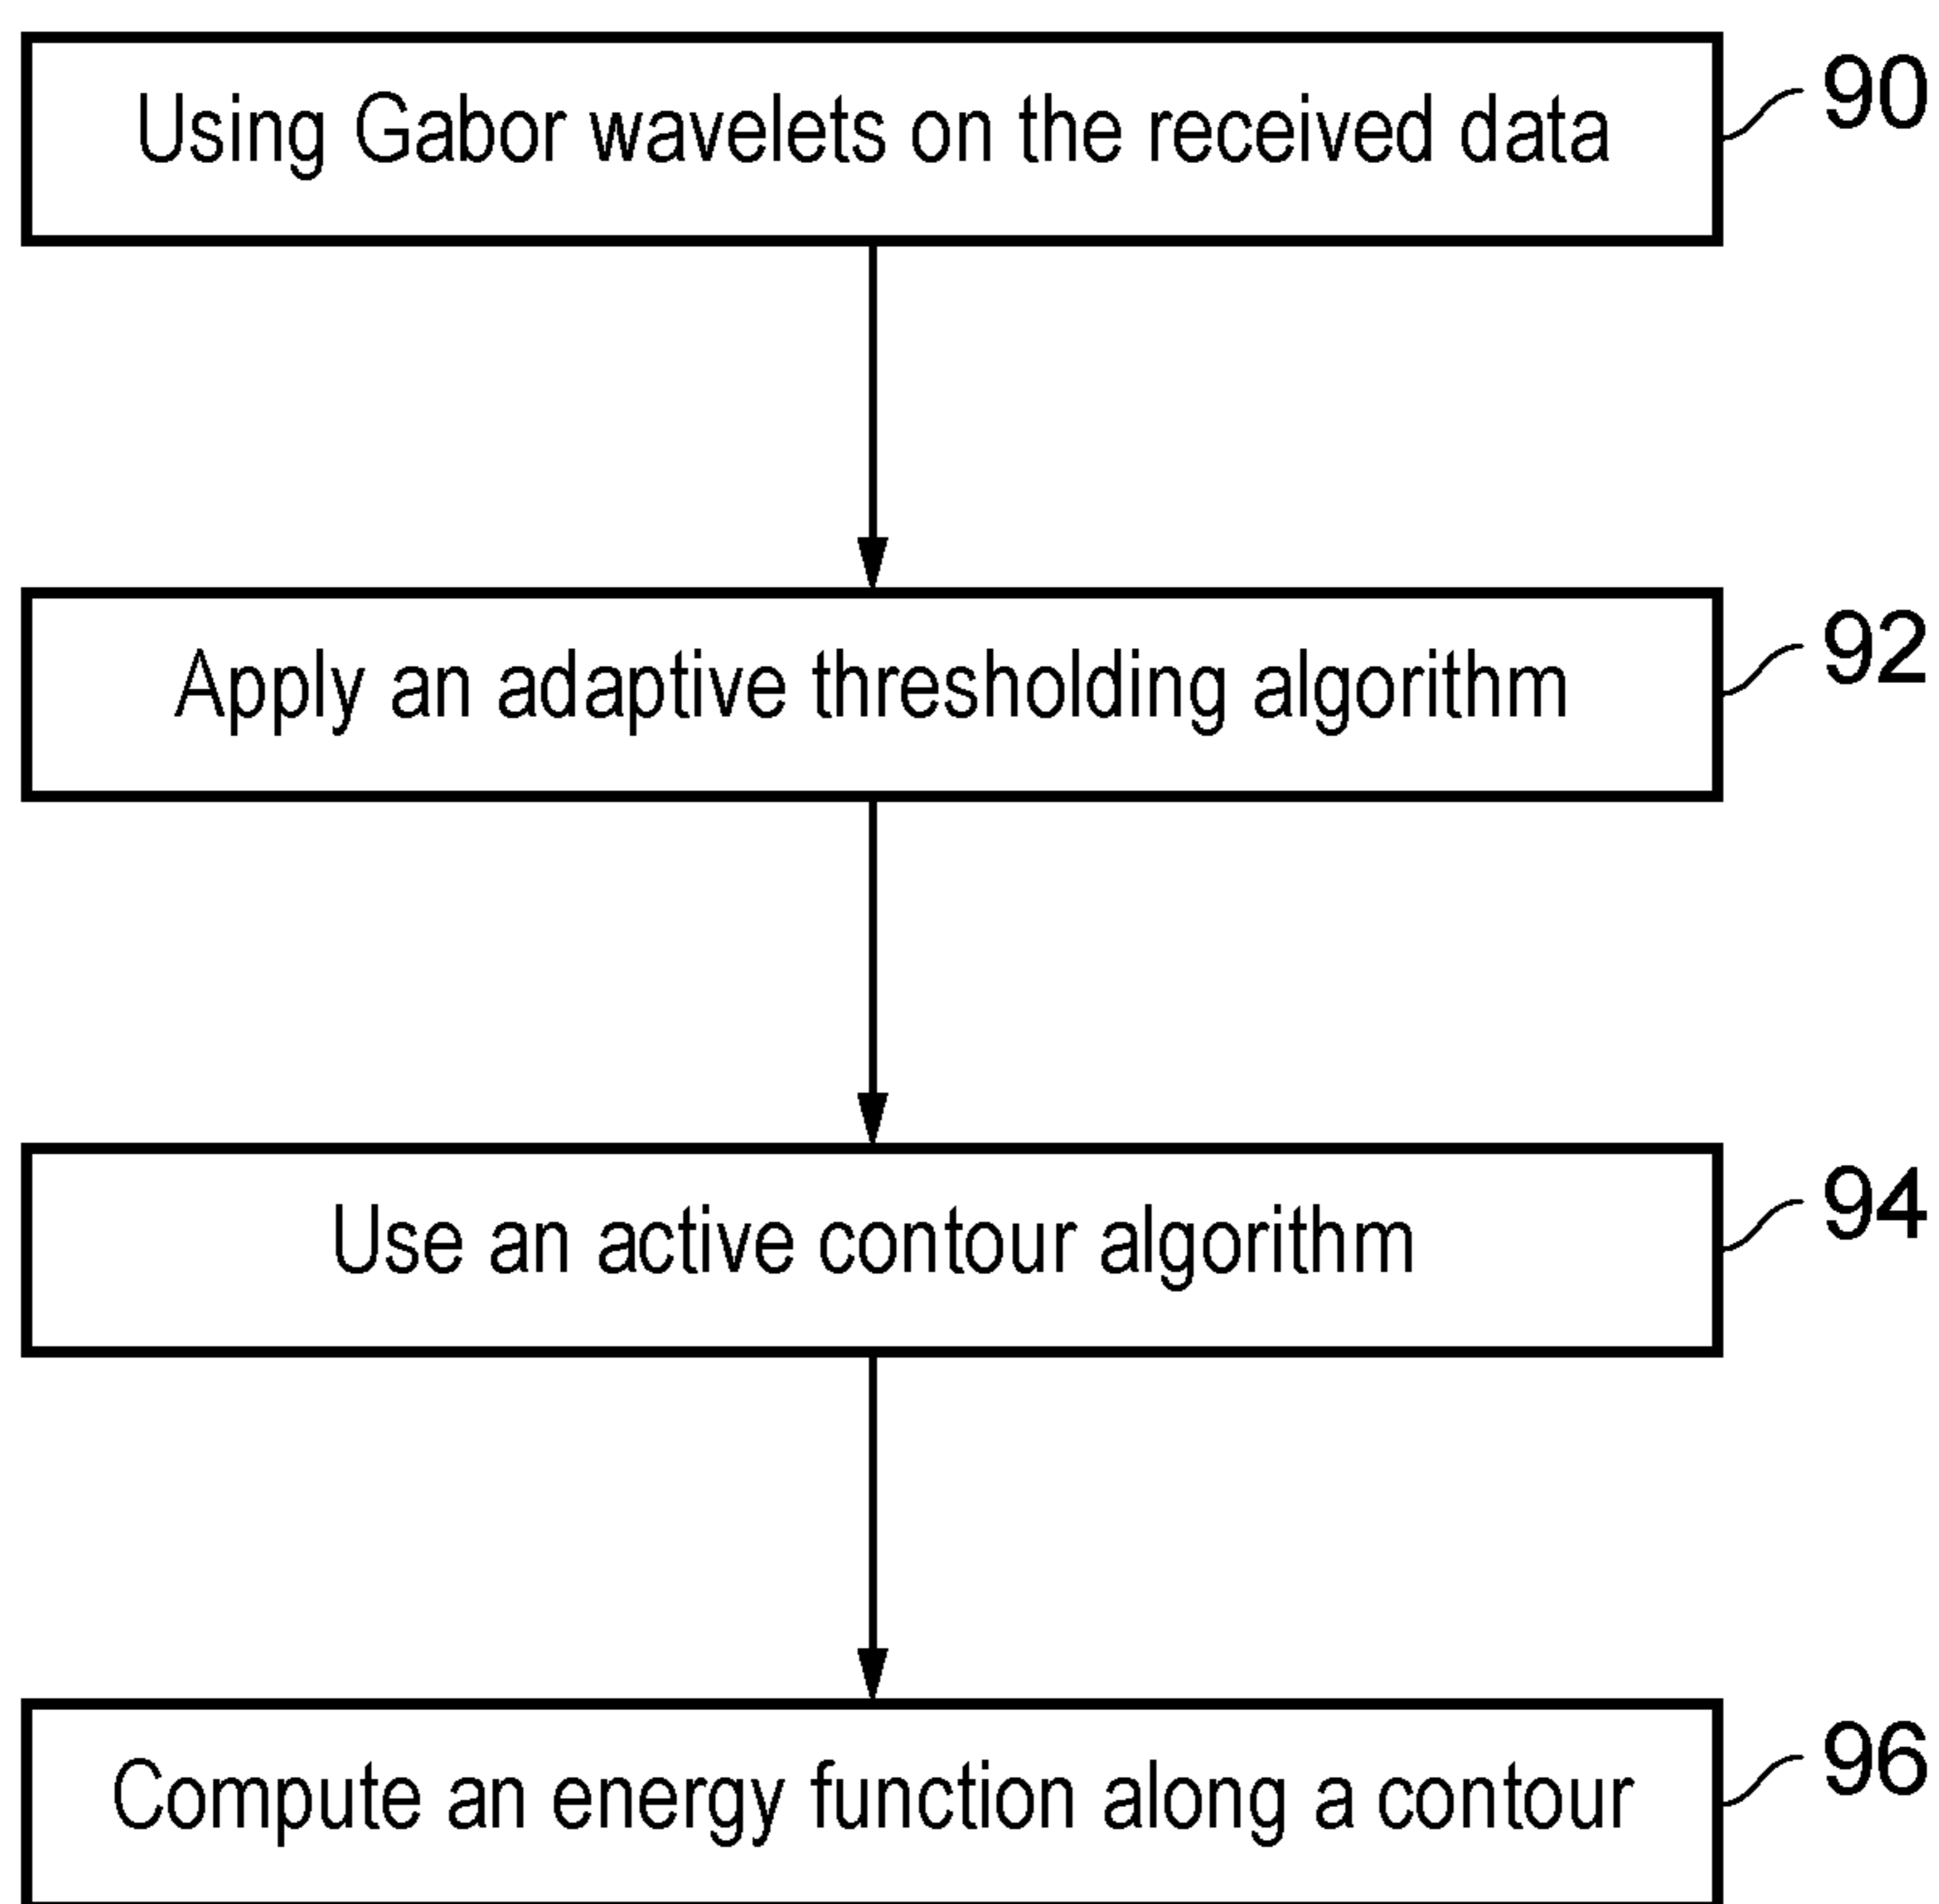 Using Gabor wavelets on the received data
90
Apply an adaptive thresholding algorithm
92
Use an active contour algorithm
94
Compute an energy function along a contour
96